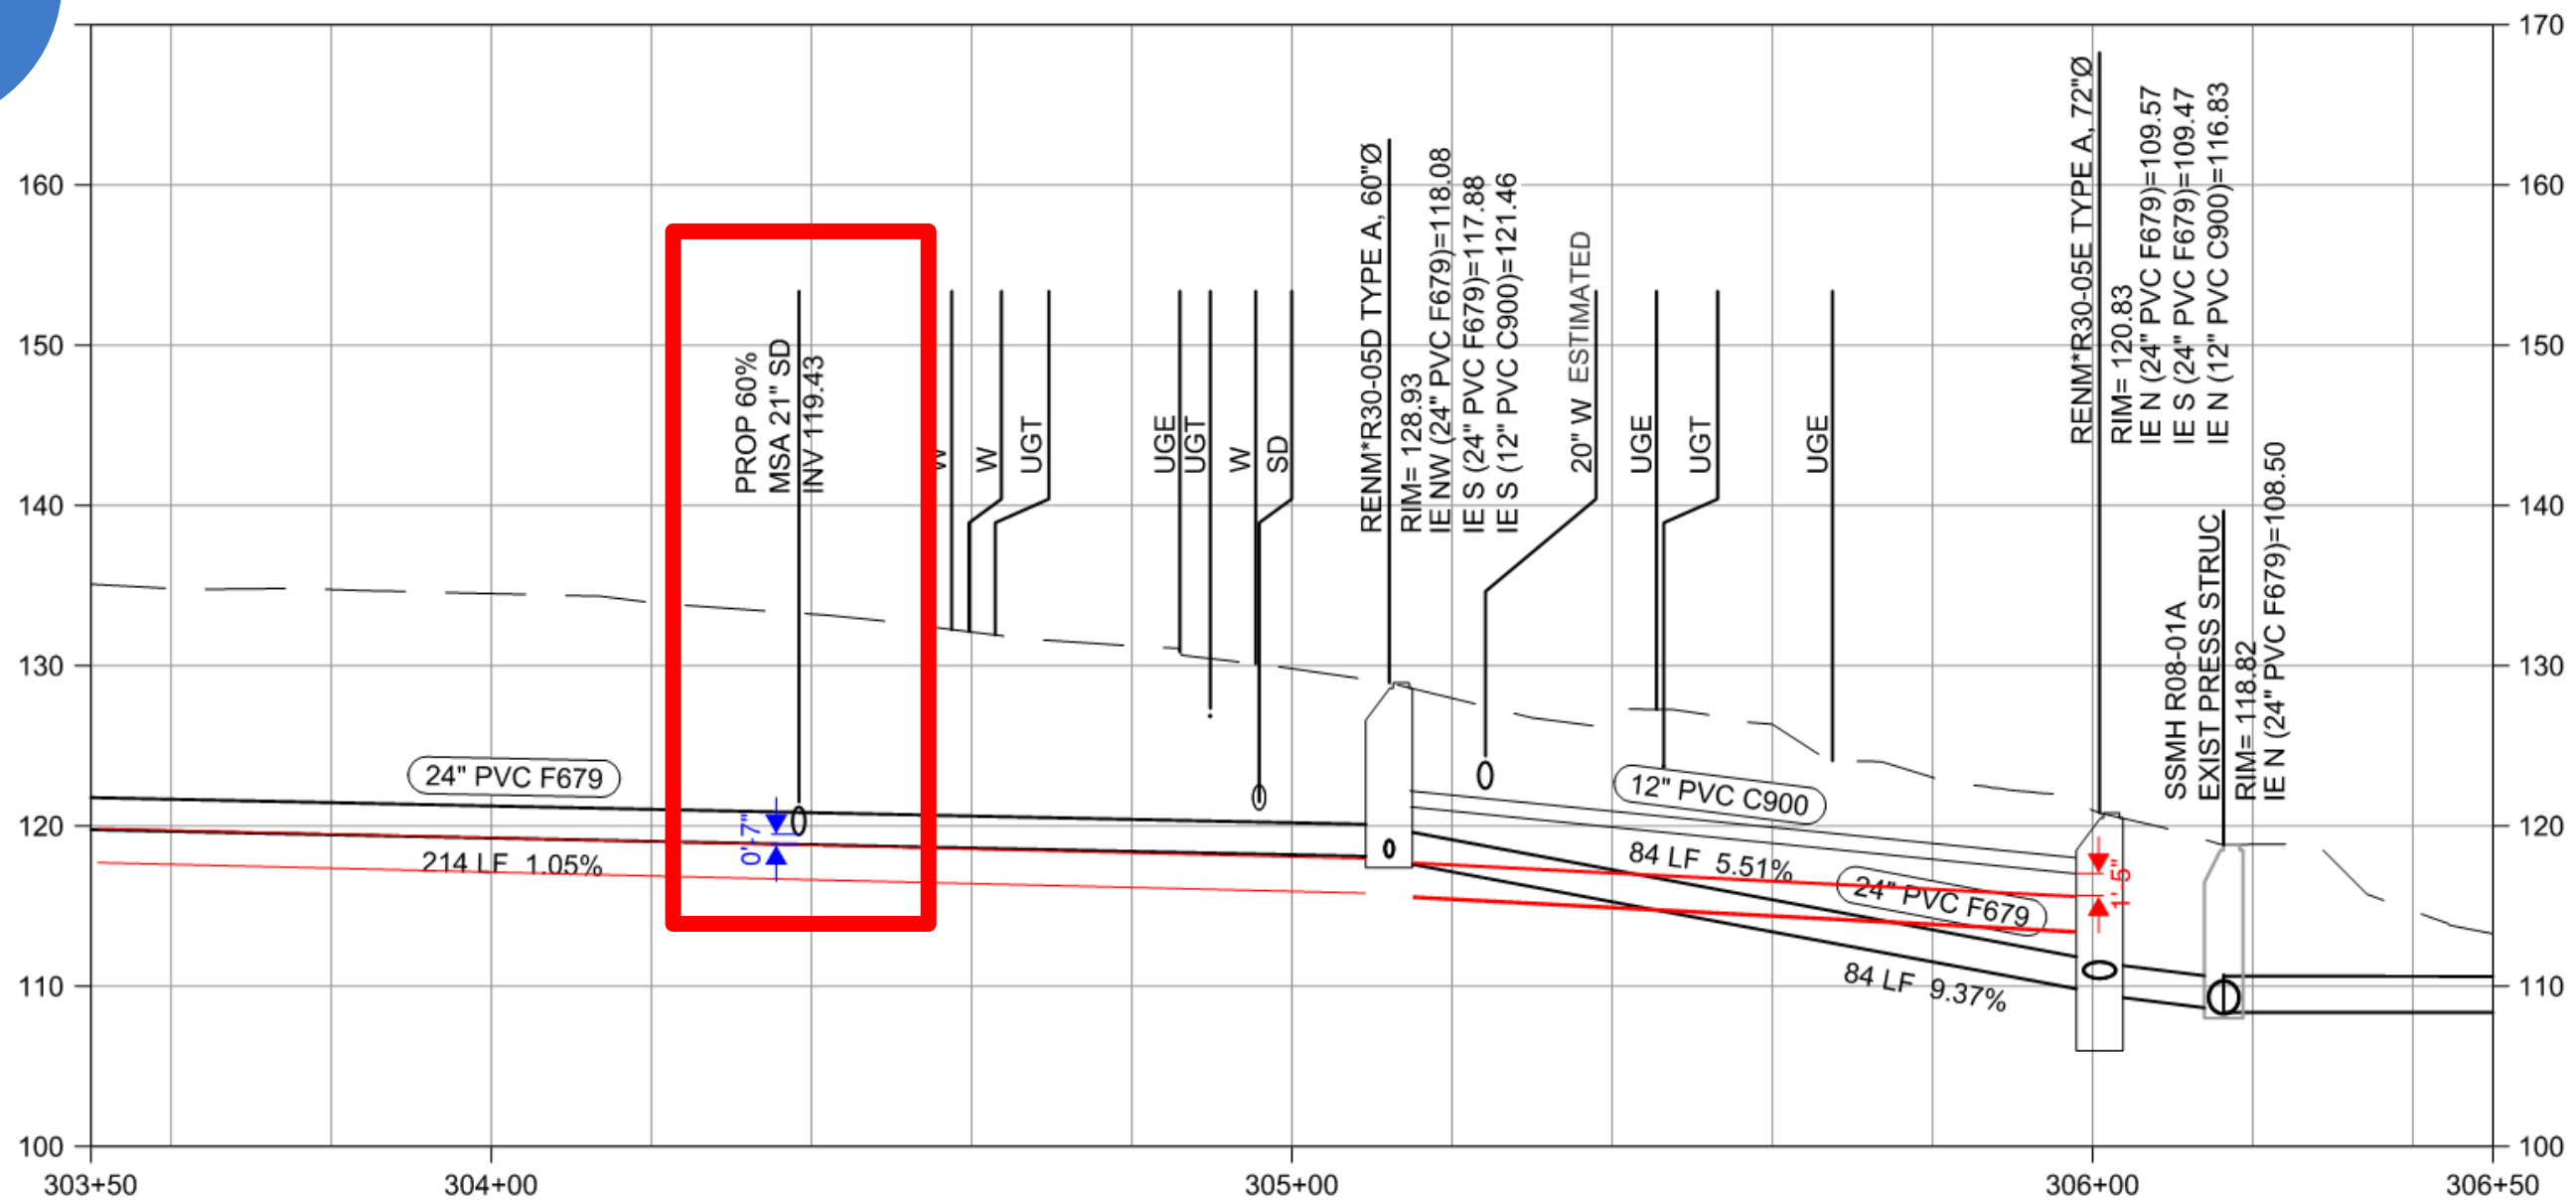 170
160
160
150
150
140
140
130
130
120
120
110
110
100
100
303+50
304+00
305+00
306+00
306+50
PROP 60%
MSA 21" SD
INV 119.43
W
W
UGT
UGE
UGT
W
SD
RENM*R30-05D TYPE A, 60"Ø
RIM= 128.93
IE NW (24" PVC F679)=118.08
IE S (24" PVC F679)=117.88
IE S (12" PVC C900)=121.46
20" W ESTIMATED
UGE
UGT
UGE
RENM*R30-05E TYPE A, 72"Ø
RIM= 120.83
IE N (24" PVC F679)=109.57
IE S (24" PVC F679)=109.47
IE N (12" PVC C900)=116.83
SSMH R08-01A
EXIST PRESS STRUC
RIM= 118.82
IE N (24" PVC F679)=108.50
24" PVC F679
214 LF 1.05%
0'-7"
12" PVC C900
84 LF 5.51%
24" PVC F679
84 LF 9.37%
1'-5"